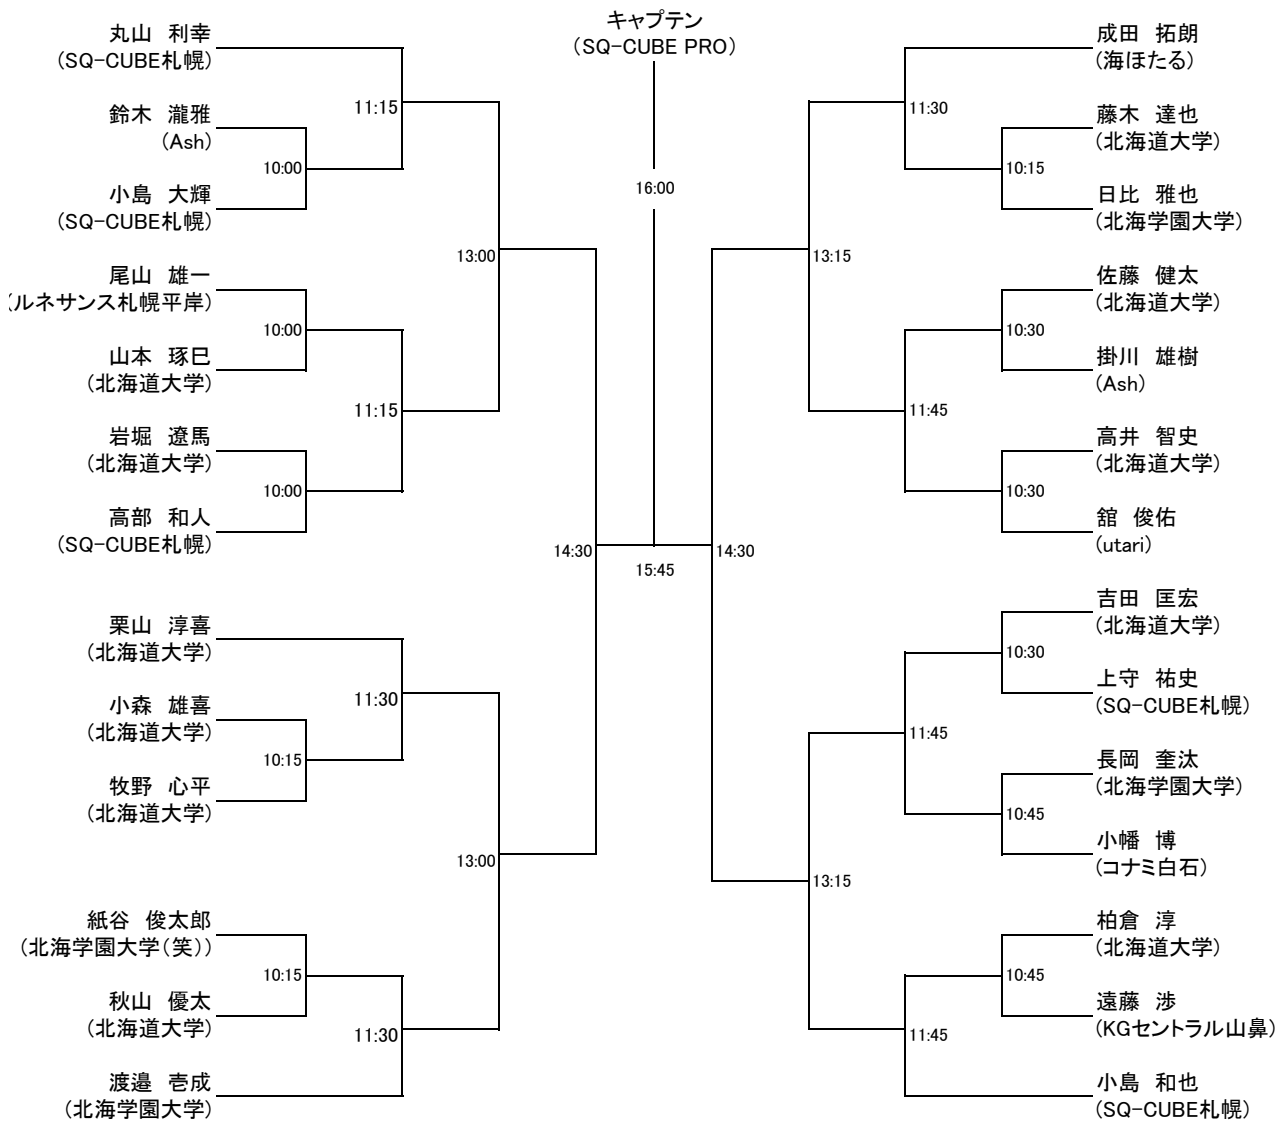 キャプテン
(SQ-CUBE PRO)
16:00
15:45
丸山 利幸
(SQ-CUBE札幌)
11:15
鈴木 瀧雅
(Ash)
10:00
小島 大輝
(SQ-CUBE札幌)
13:00
尾山 雄一
(ルネサンス札幌平岸)
10:00
山本 琢巳
(北海道大学)
11:15
岩堀 遼馬
(北海道大学)
10:00
高部 和人
(SQ-CUBE札幌)
14:30
栗山 淳喜
(北海道大学)
11:30
小森 雄喜
(北海道大学)
10:15
牧野 心平
(北海道大学)
13:00
紙谷 俊太郎
(北海学園大学(笑))
10:15
秋山 優太
(北海道大学)
11:30
渡邉 壱成
(北海学園大学)
成田 拓朗
(海ほたる)
11:30
藤木 達也
(北海道大学)
10:15
日比 雅也
(北海学園大学)
13:15
佐藤 健太
(北海道大学)
10:30
掛川 雄樹
(Ash)
11:45
高井 智史
(北海道大学)
10:30
舘 俊佑
(utari)
14:30
吉田 匡宏
(北海道大学)
10:30
上守 祐史
(SQ-CUBE札幌)
11:45
長岡 奎汰
(北海学園大学)
10:45
小幡 博
(コナミ白石)
13:15
柏倉 淳
(北海道大学)
10:45
遠藤 渉
(KGセントラル山鼻)
11:45
小島 和也
(SQ-CUBE札幌)